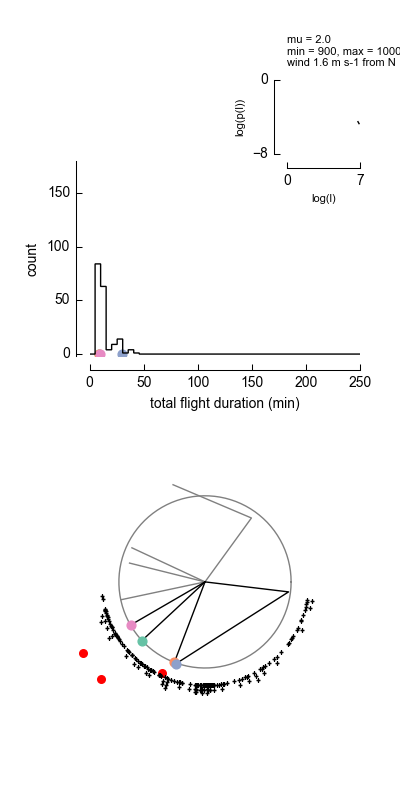 mu = 2.0
min = 900, max = 1000
wind 1.6 m s-1 from N
0
log(p(l))
−8
0
7
log(l)
150
100
50
0
count
0
50
100
150
200
250
total flight duration (min)